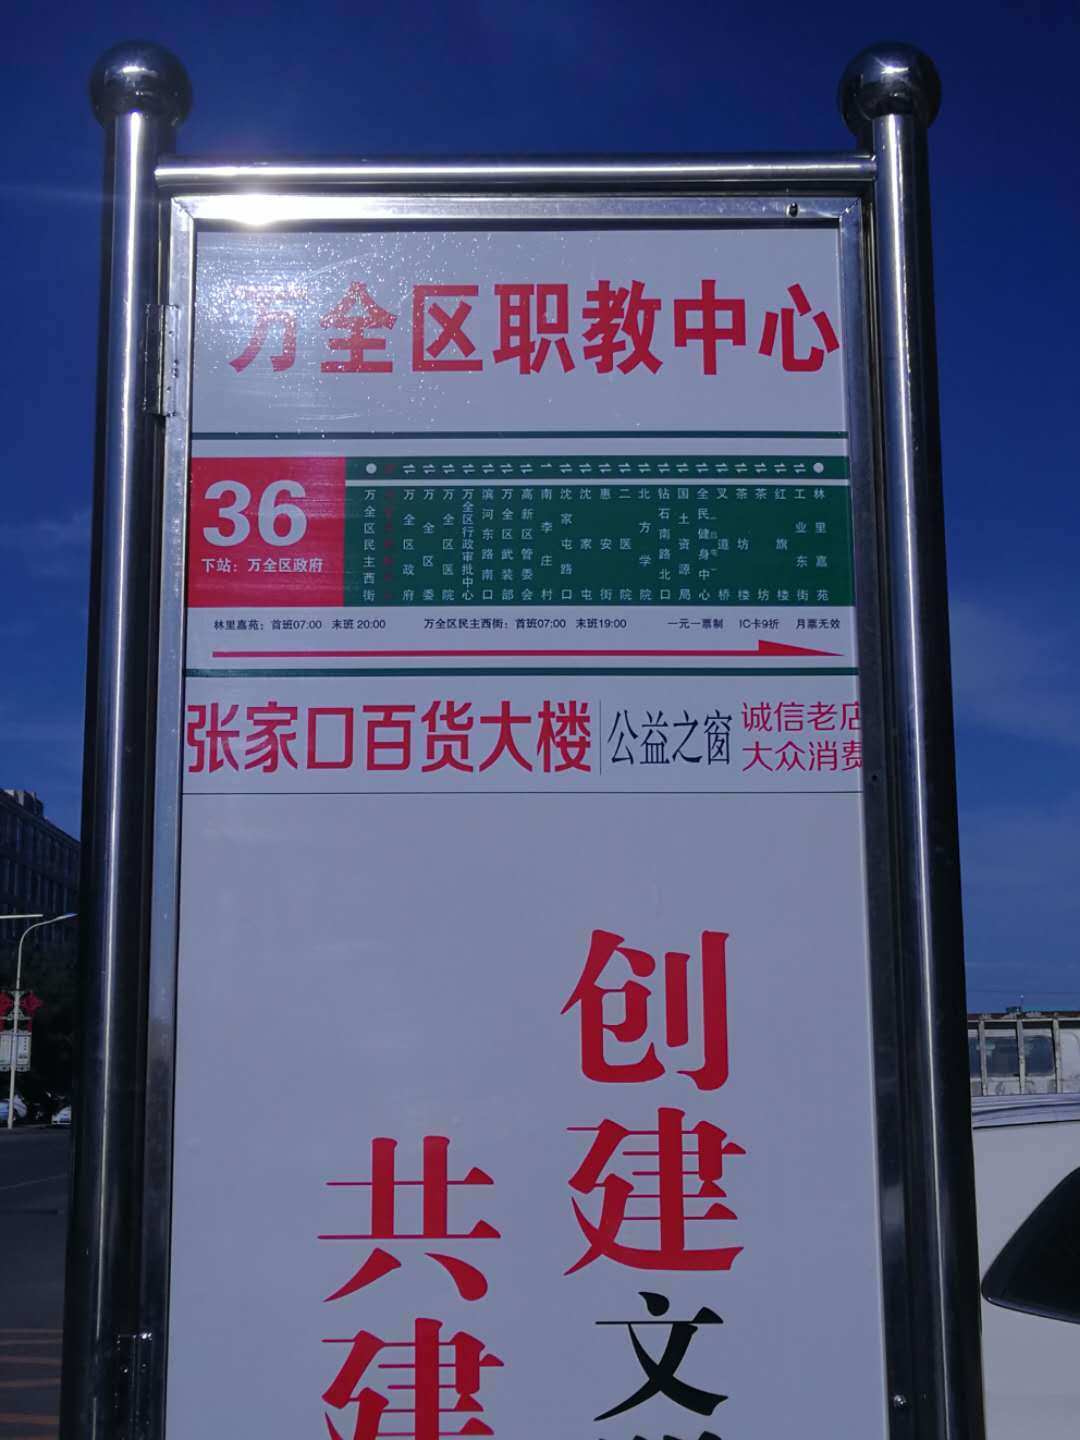 万全区职教中心
36
下站：万全区政府
万全区民主西街
万全区政府
万全区委
万全区医院
万全区行政审批中心
滨河东路南口
万全区武装部
高新区管委会
南李庄村
沈家屯路口
沈家屯
惠安街
二医院
北方学院
钻石南路北口
国土资源局
全民健身中心
叉道桥
茶坊楼
茶坊
红旗楼
工业东街
林里嘉苑
林里嘉苑：首班07:00 末班 20:00 万全区民主西街：首班07:00 末班19:00 一元一票制 IC卡9折 月票无效
张家口百货大楼 公益之窗 诚信老店
大众消费
创建文
共建